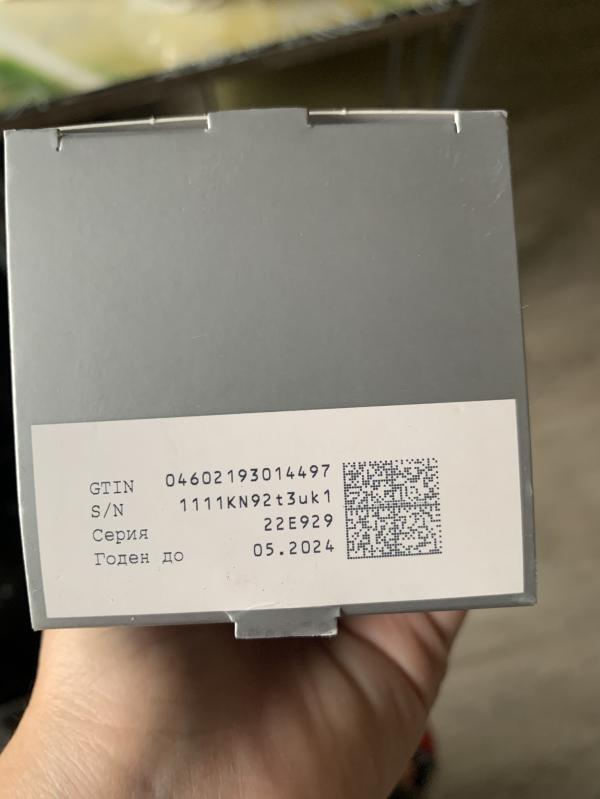 GTIN 04602193014497
S/N 1111KN92t3uk1
Серия 22E929
Годен до 05.2024